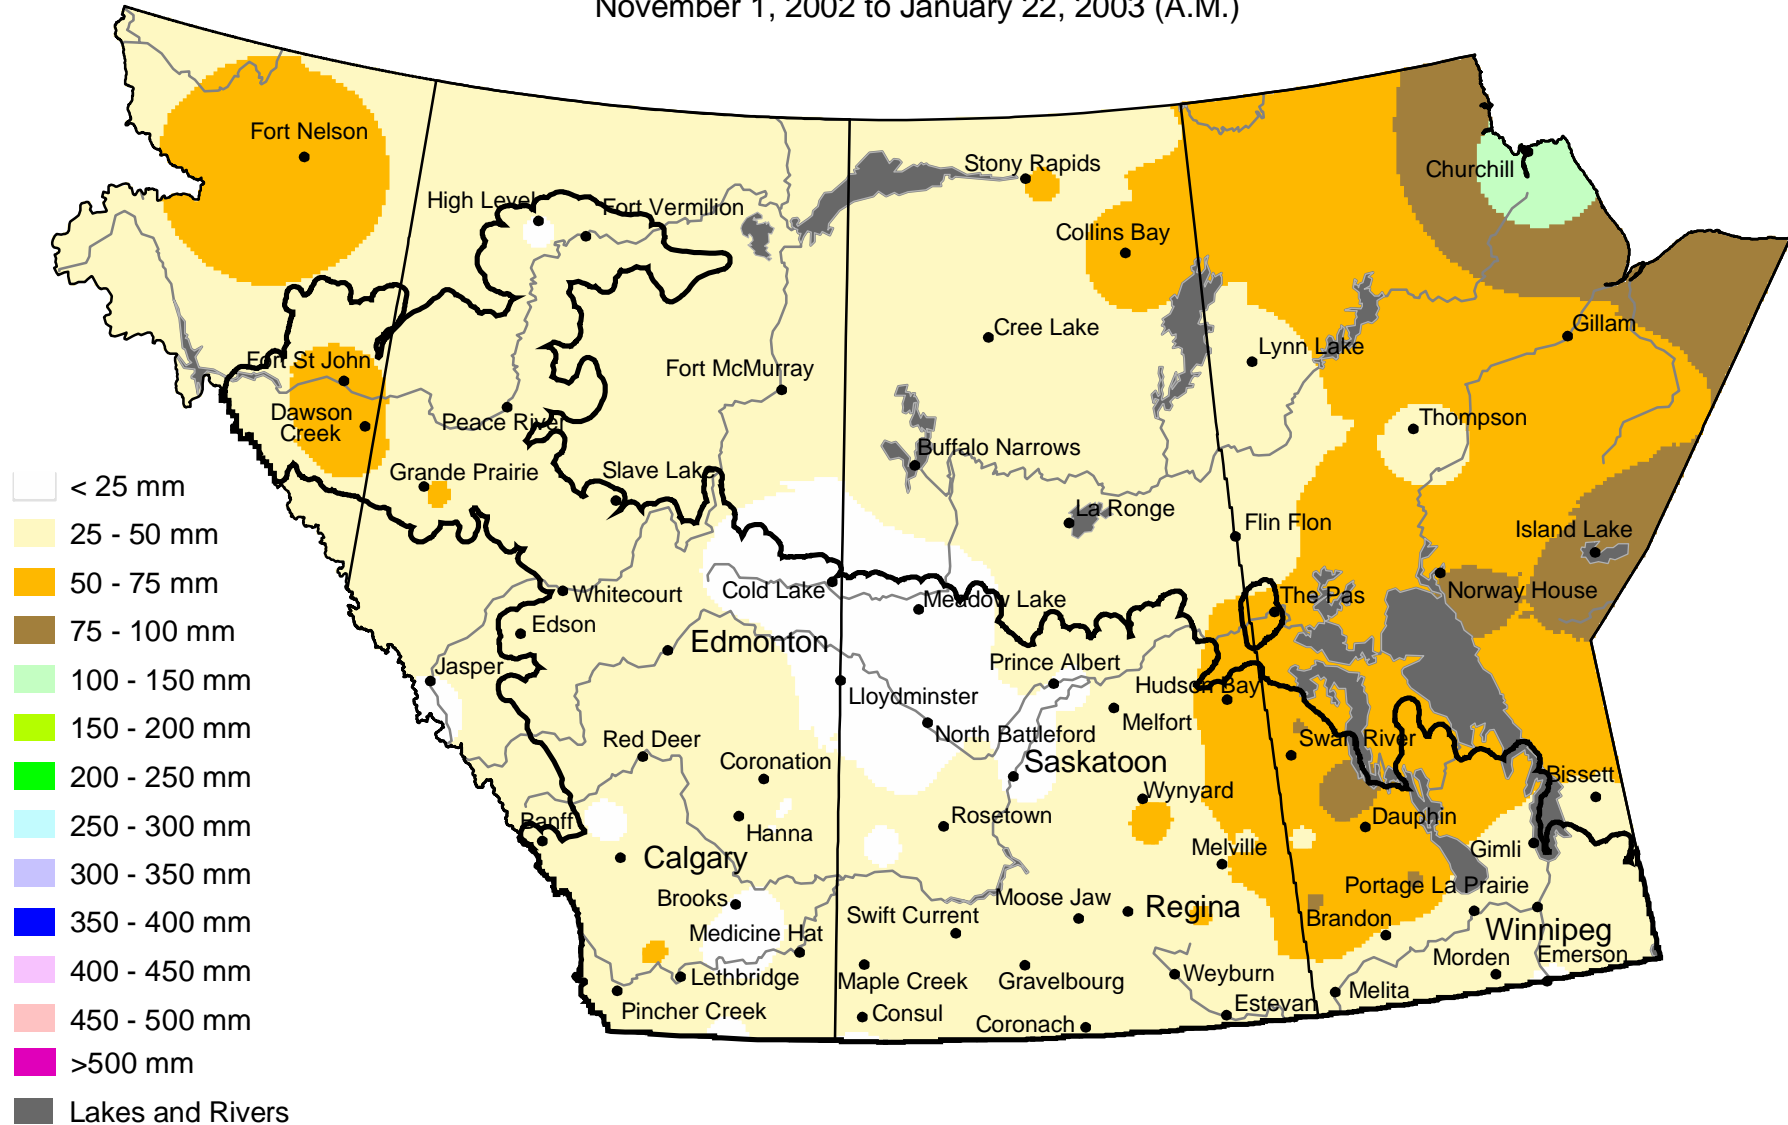 November 1, 2002 to January 22, 2003 (A.M.)
Fort Nelson
Stony Rapids
Churchill
High Level
Fort Vermilion
Collins Bay
Gillam
Cree Lake
Lynn Lake
Fort St John
Fort McMurray
Dawson
Creek
Peace River
Thompson
Buffalo Narrows
Grande Prairie
Slave Lake
La Ronge
Flin Flon
Island Lake
Whitecourt
Cold Lake
Meadow Lake
The Pas
Norway House
Edson
Edmonton
Jasper
Prince Albert
Hudson Bay
Lloydminster
Melfort
North Battleford
Swan River
Red Deer
Coronation
Saskatoon
Bissett
Wynyard
Banff
Hanna
Rosetown
Dauphin
Calgary
Melville
Gimli
Brooks
Swift Current
Moose Jaw
Regina
Portage La Prairie
Brandon
Medicine Hat
Winnipeg
Lethbridge
Maple Creek
Gravelbourg
Weyburn
Morden
Emerson
Pincher Creek
Consul
Coronach
Estevan
Melita
< 25 mm
25 - 50 mm
50 - 75 mm
75 - 100 mm
100 - 150 mm
150 - 200 mm
200 - 250 mm
250 - 300 mm
300 - 350 mm
350 - 400 mm
400 - 450 mm
450 - 500 mm
>500 mm
Lakes and Rivers